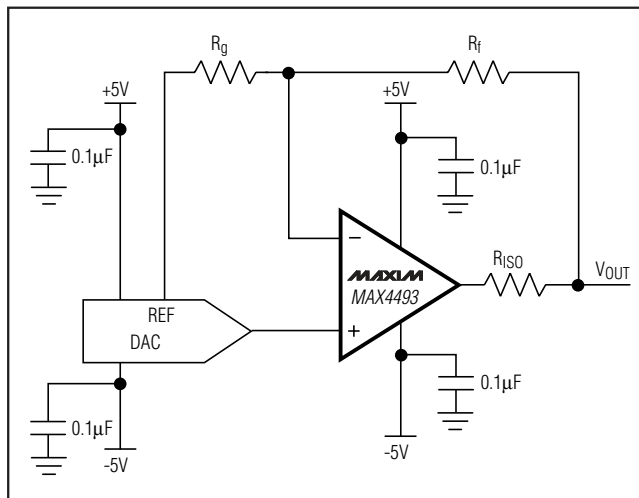 Rg
Rf
+5V
+5V
0.1µF
0.1µF
−
MAXIM
MAX4493
RISO
VOUT
REF
DAC
+
0.1µF
0.1µF
-5V
-5V